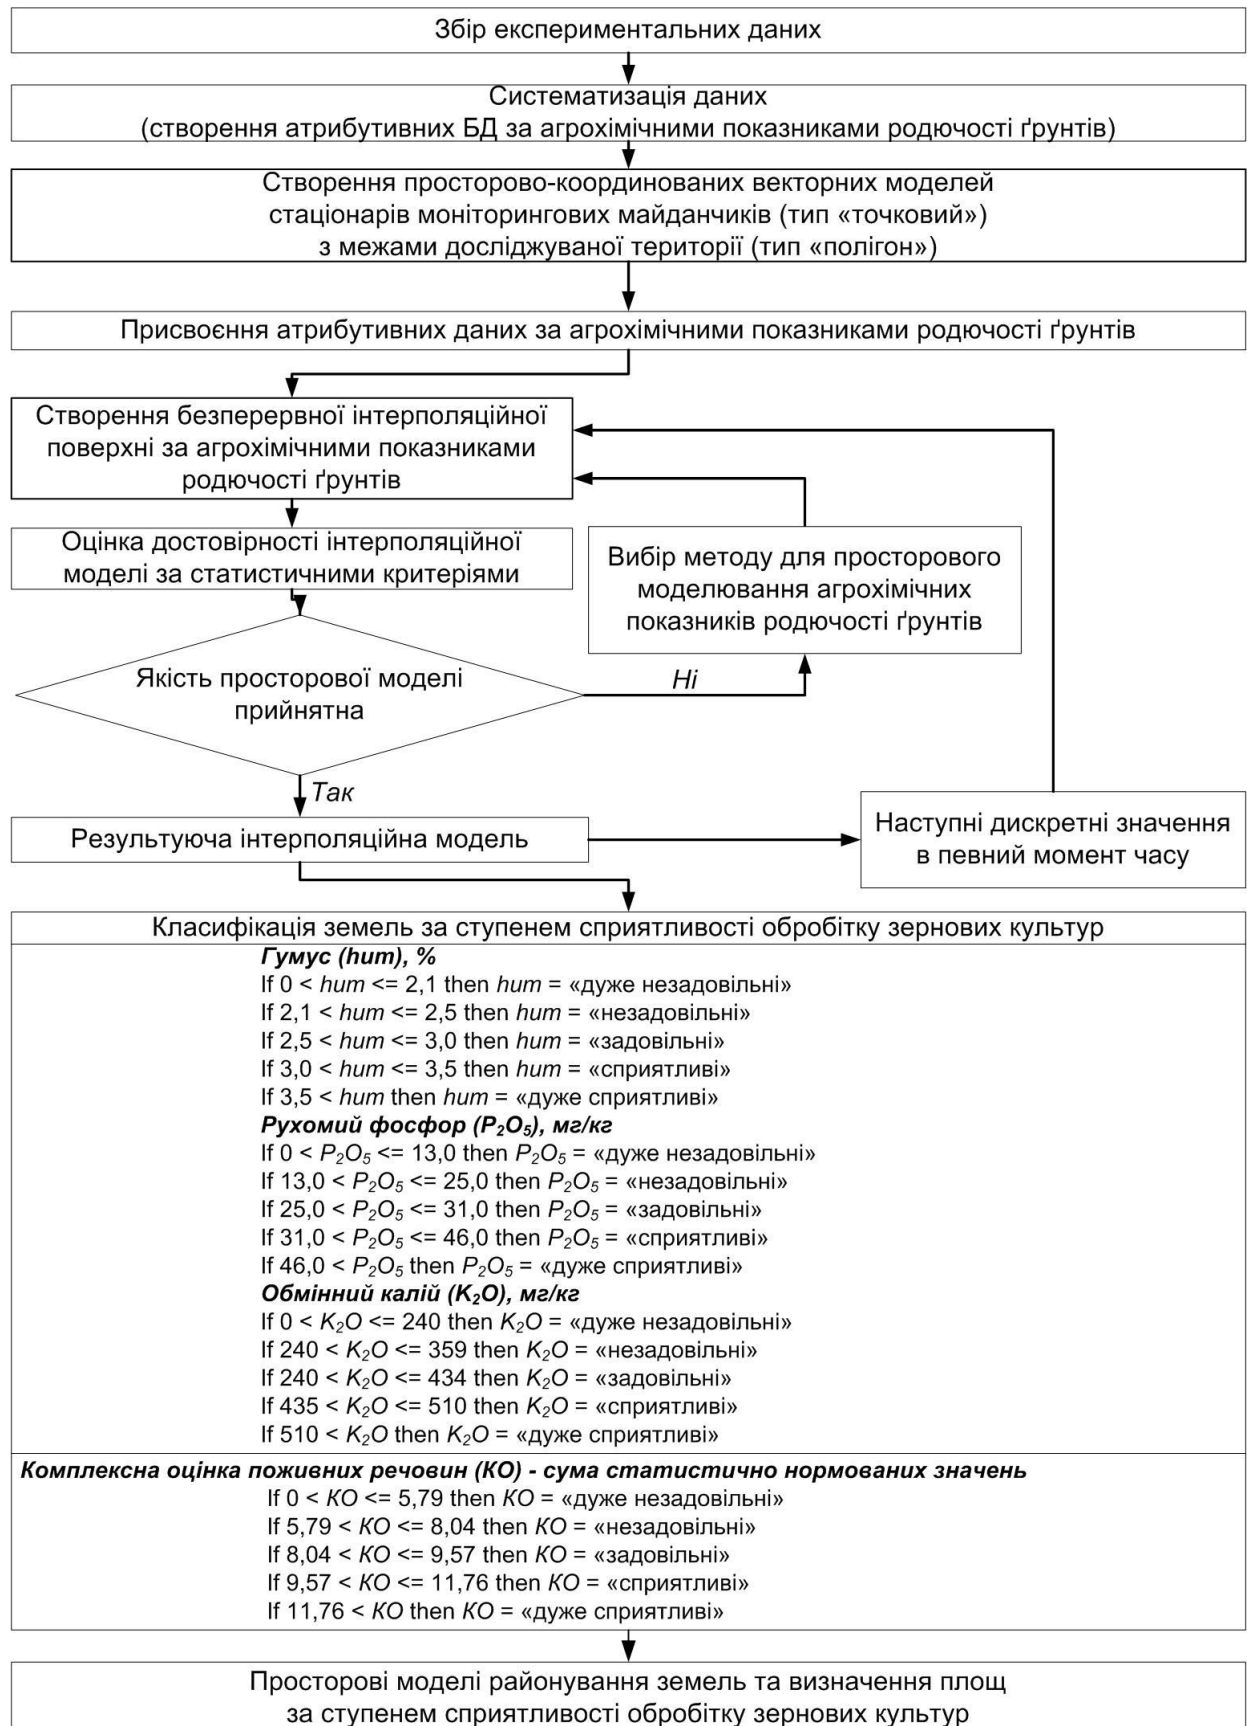 Збір експериментальних даних
Систематизація даних
(створення атрибутивних БД за агрохімічними показниками родючості ґрунтів)
Створення просторово-координованих векторних моделей
стаціонарів моніторингових майданчиків (тип «точковий»)
з межами досліджуваної території (тип «полігон»)
Присвоєння атрибутивних даних за агрохімічними показниками родючості ґрунтів
Створення безперервної інтерполяційної
поверхні за агрохімічними показниками
родючості ґрунтів
Оцінка достовірності інтерполяційної
моделі за статистичними критеріями
Вибір методу для просторового
моделювання агрохімічних
показників родючості ґрунтів
Якість просторової моделі
прийнятна
Ні
Так
Результуюча інтерполяційна модель
Наступні дискретні значення
в певний момент часу
Класифікація земель за ступенем сприятливості обробітку зернових культур
Гумус (hum), %
If 0 < hum <= 2,1 then hum = «дуже незадовільні»
If 2,1 < hum <= 2,5 then hum = «незадовільні»
If 2,5 < hum <= 3,0 then hum = «задовільні»
If 3,0 < hum <= 3,5 then hum = «сприятливі»
If 3,5 < hum then hum = «дуже сприятливі»
Рухомий фосфор (P₂O₅), мг/кг
If 0 < P₂O₅ <= 13,0 then P₂O₅ = «дуже незадовільні»
If 13,0 < P₂O₅ <= 25,0 then P₂O₅ = «незадовільні»
If 25,0 < P₂O₅ <= 31,0 then P₂O₅ = «задовільні»
If 31,0 < P₂O₅ <= 46,0 then P₂O₅ = «сприятливі»
If 46,0 < P₂O₅ then P₂O₅ = «дуже сприятливі»
Обмінний калій (K₂O), мг/кг
If 0 < K₂O <= 240 then K₂O = «дуже незадовільні»
If 240 < K₂O <= 359 then K₂O = «незадовільні»
If 240 < K₂O <= 434 then K₂O = «задовільні»
If 435 < K₂O <= 510 then K₂O = «сприятливі»
If 510 < K₂O then K₂O = «дуже сприятливі»
Комплексна оцінка поживних речовин (КО) - сума статистично нормованих значень
If 0 < КО <= 5,79 then КО = «дуже незадовільні»
If 5,79 < КО <= 8,04 then КО = «незадовільні»
If 8,04 < КО <= 9,57 then КО = «задовільні»
If 9,57 < КО <= 11,76 then КО = «сприятливі»
If 11,76 < КО then КО = «дуже сприятливі»
Просторові моделі районування земель та визначення площ
за ступенем сприятливості обробітку зернових культур